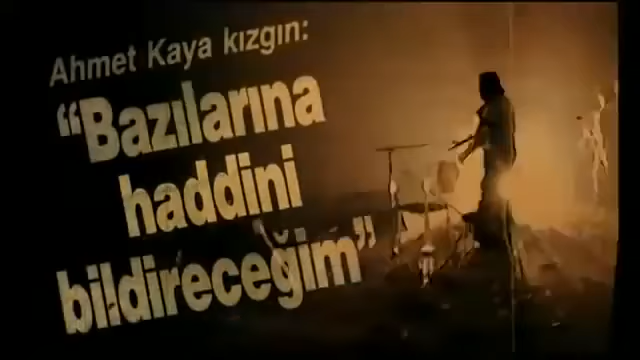 Ahmet Kaya kızgın:
“Bazılarına
haddini
bildireceğim”